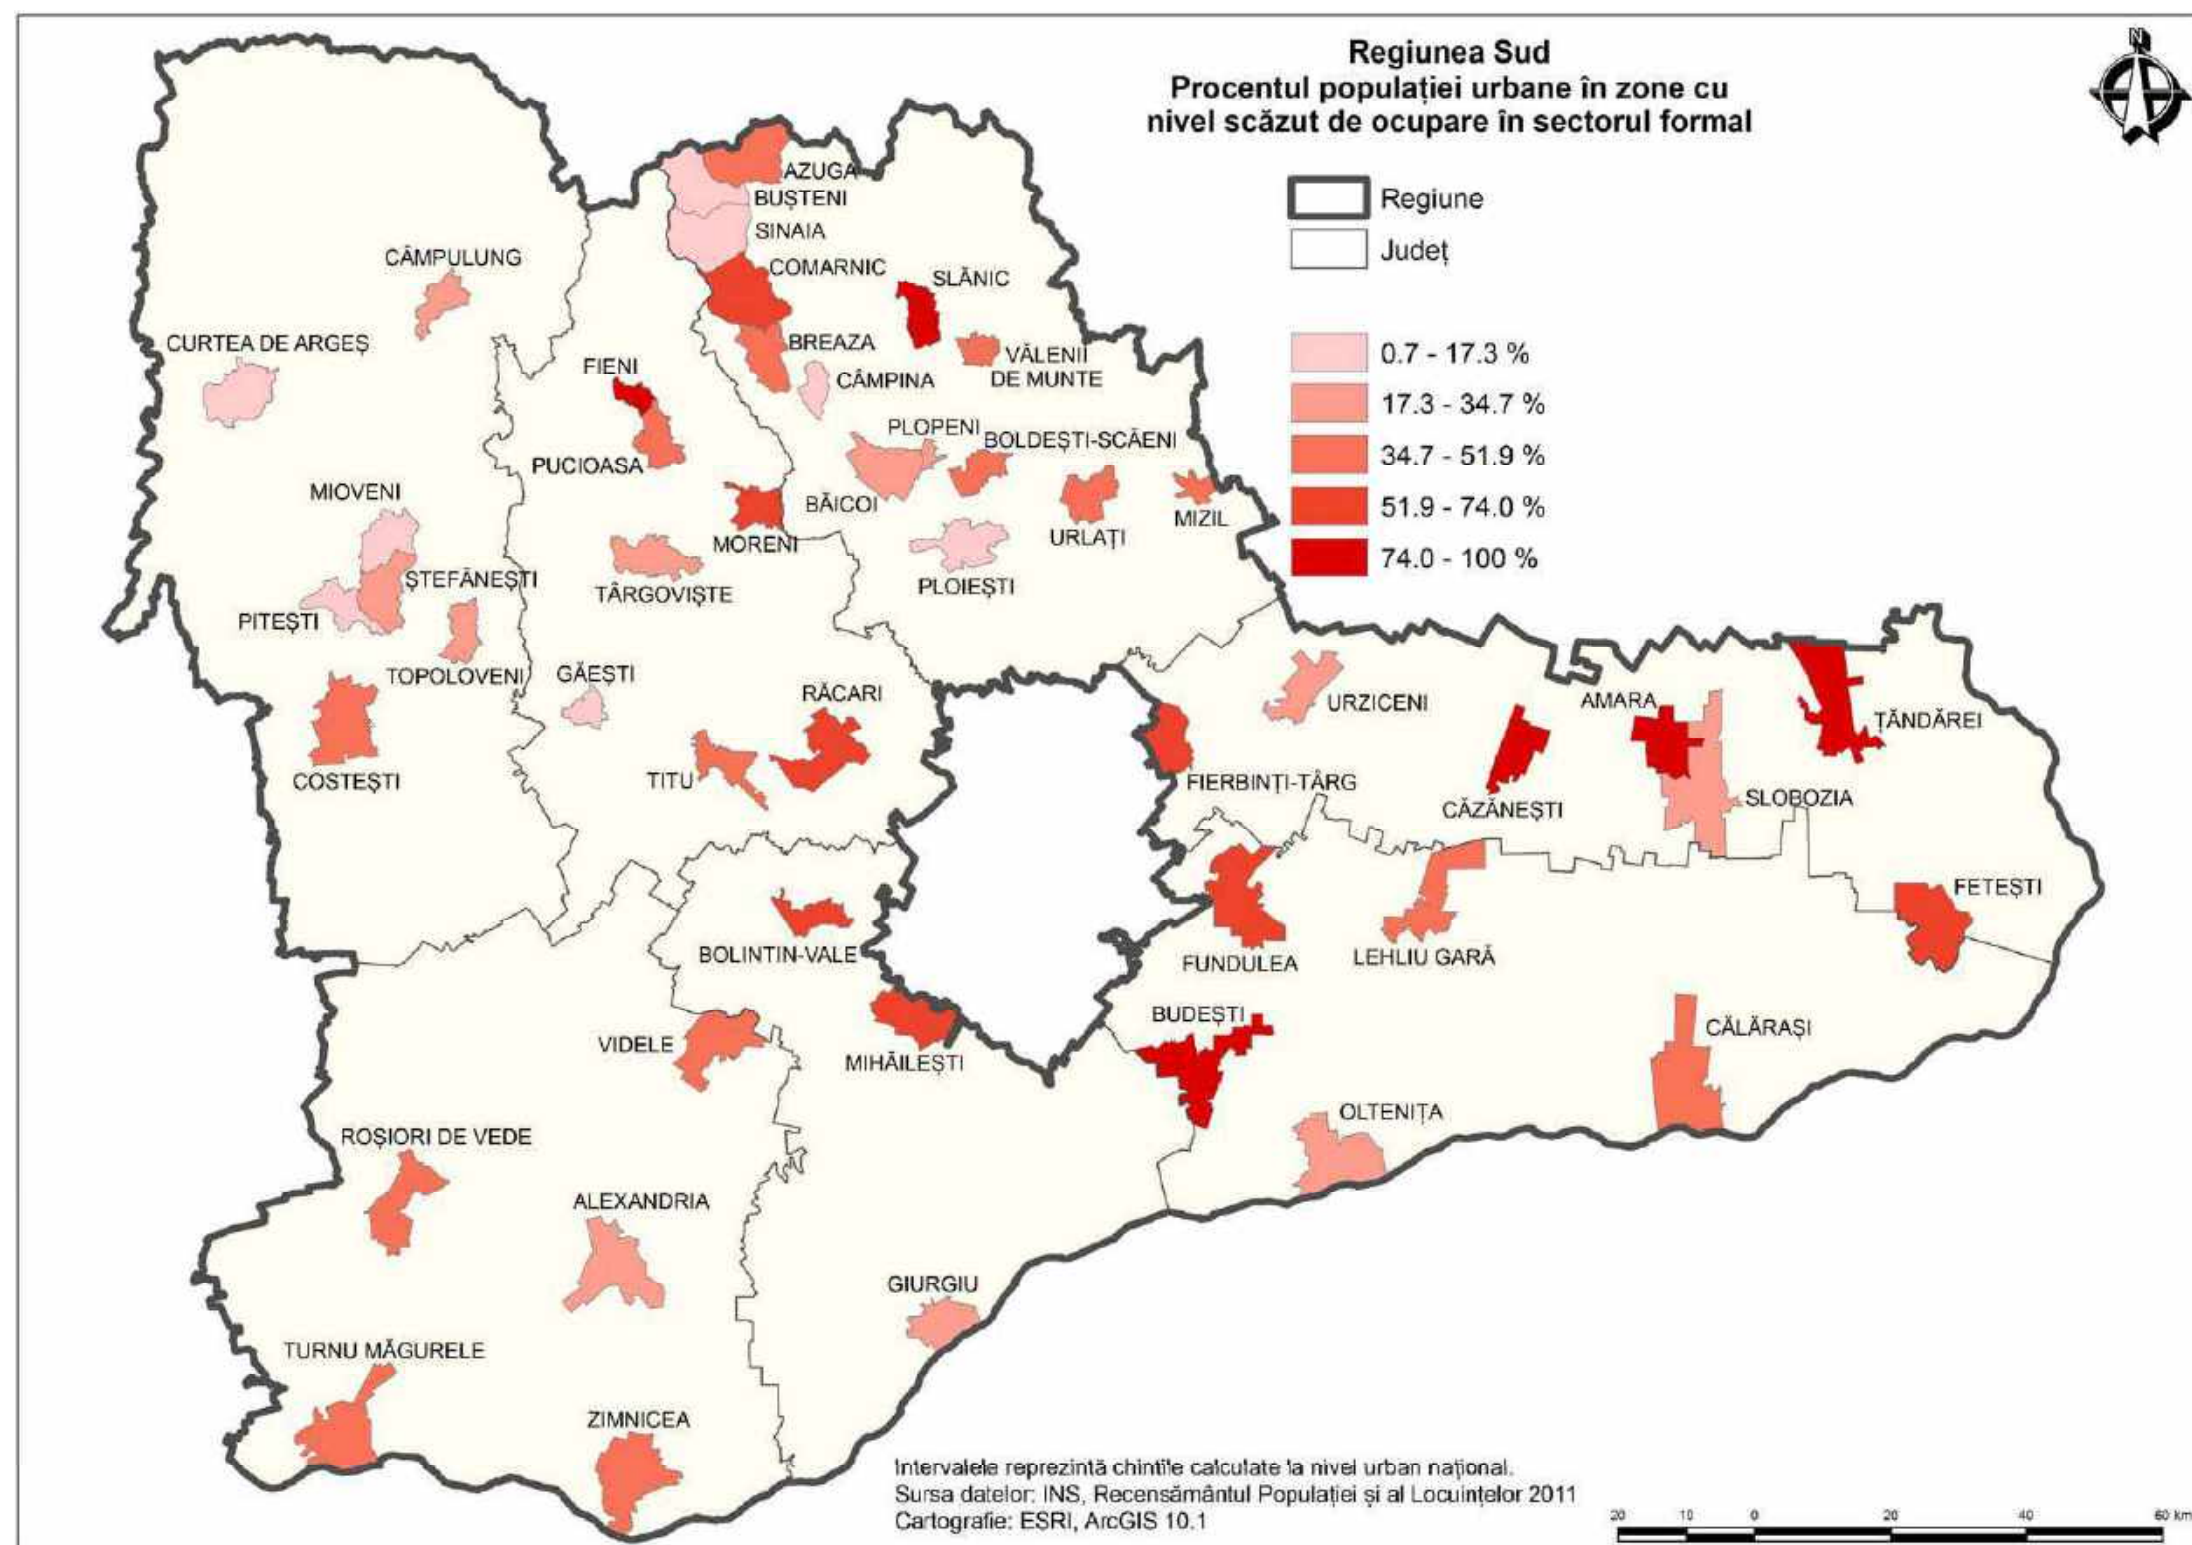 Regiunea Sud
Procentul populației urbane în zone cu
nivel scăzut de ocupare în sectorul formal
N
Regiune
Județ
0.7 - 17.3 %
17.3 - 34.7 %
34.7 - 51.9 %
51.9 - 74.0 %
74.0 - 100 %
AZUGA
BUȘTENI
SINAIA
COMARNIC
SLĂNIC
CÂMPULUNG
CURTEA DE ARGEȘ
BREAZA
VĂLENII
DE MUNTE
FIENI
CÂMPINA
PLOPENI
BOLDEȘTI-SCĂENI
PUCIOASA
MIOVENI
BĂICOI
MIZIL
URLAȚI
MORENI
ȘTEFĂNEȘTI
TÂRGOVIȘTE
PLOIEȘTI
PITEȘTI
TOPOLOVENI
GĂEȘTI
RĂCARI
URZICENI
AMARA
ȚĂNDĂREI
COSTEȘTI
TITU
FIERBINȚI-TÂRG
CĂZĂNEȘTI
SLOBOZIA
FETEȘTI
BOLINTIN-VALE
FUNDULEA
LEHLIU GARĂ
BUDEȘTI
CĂLĂRAȘI
VIDELE
MIHĂILEȘTI
OLTENIȚA
ROȘIORI DE VEDE
ALEXANDRIA
GIURGIU
TURNU MĂGURELE
ZIMNICEA
Intervalele reprezintă chintile calculate la nivel urban național.
Sursa datelor: INS, Recensământul Populației și al Locuințelor 2011
Cartografie: ESRI, ArcGIS 10.1
20 10 0 20 40 60 km